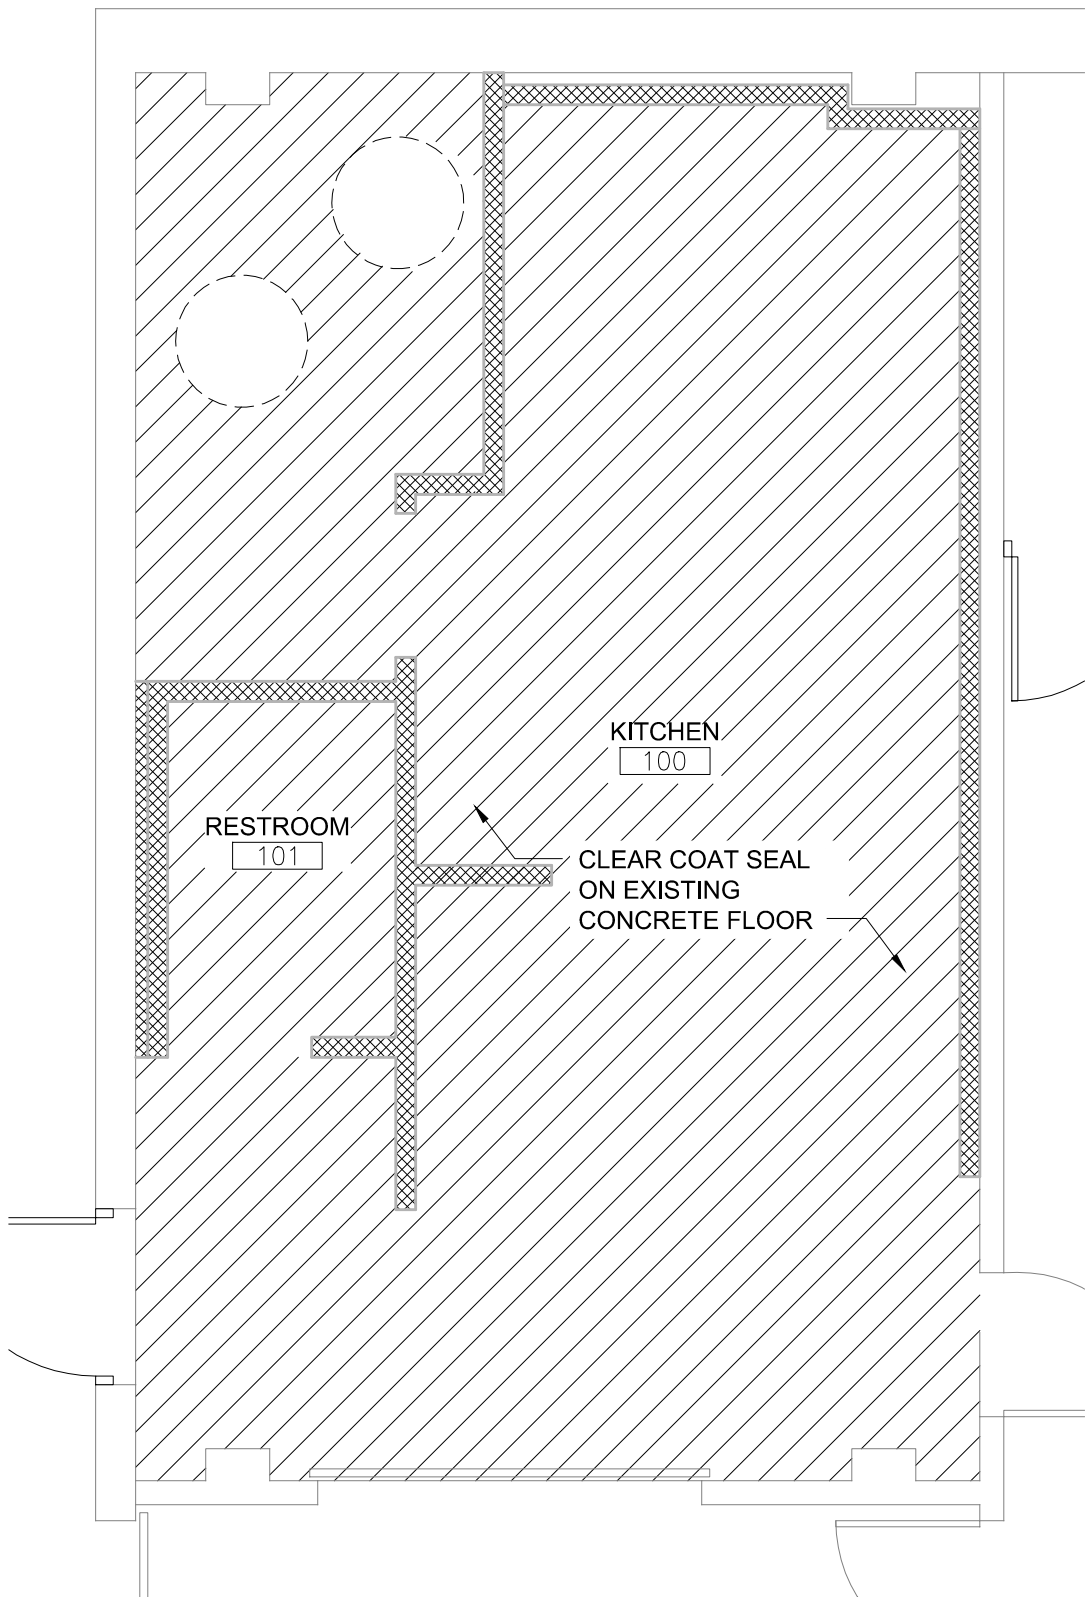 KITCHEN
100
RESTROOM
101
CLEAR COAT SEAL
ON EXISTING
CONCRETE FLOOR